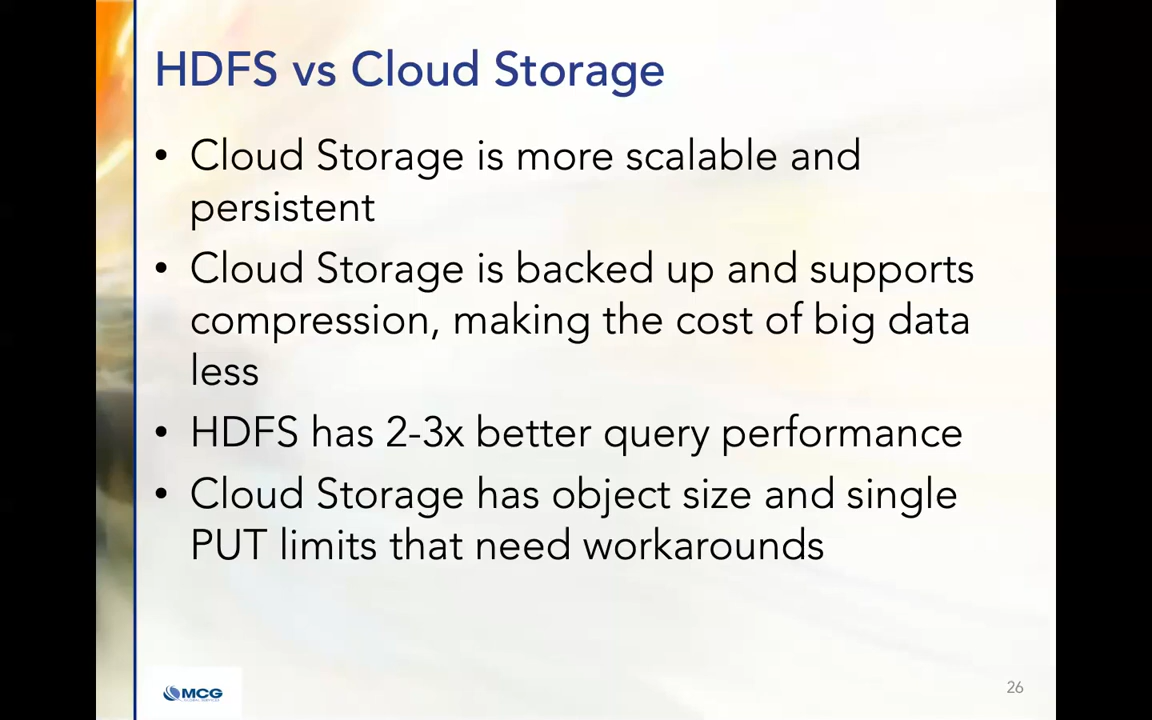 HDFS vs Cloud Storage
• Cloud Storage is more scalable and
persistent
• Cloud Storage is backed up and supports
compression, making the cost of big data
less
• HDFS has 2-3x better query performance
• Cloud Storage has object size and single
PUT limits that need workarounds
MCG
26